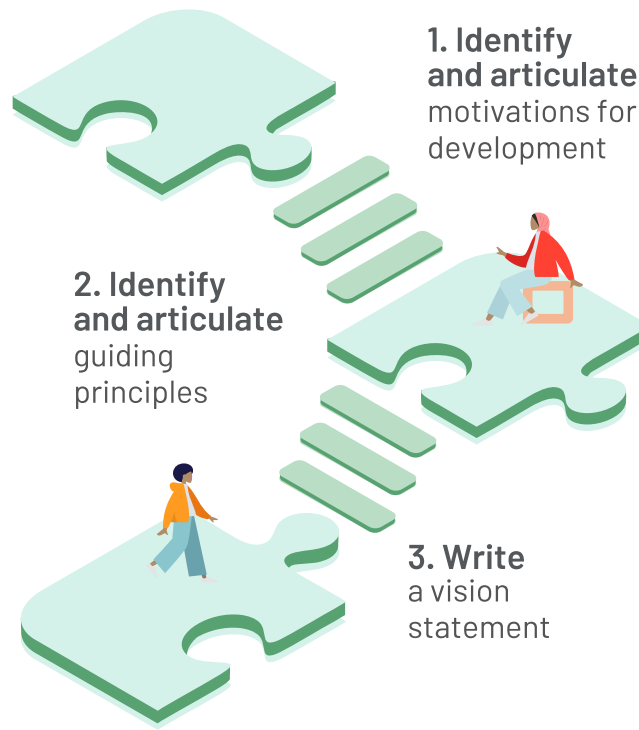 1. Identify
and articulate
motivations for
development
2. Identify
and articulate
guiding
principles
3. Write
a vision
statement